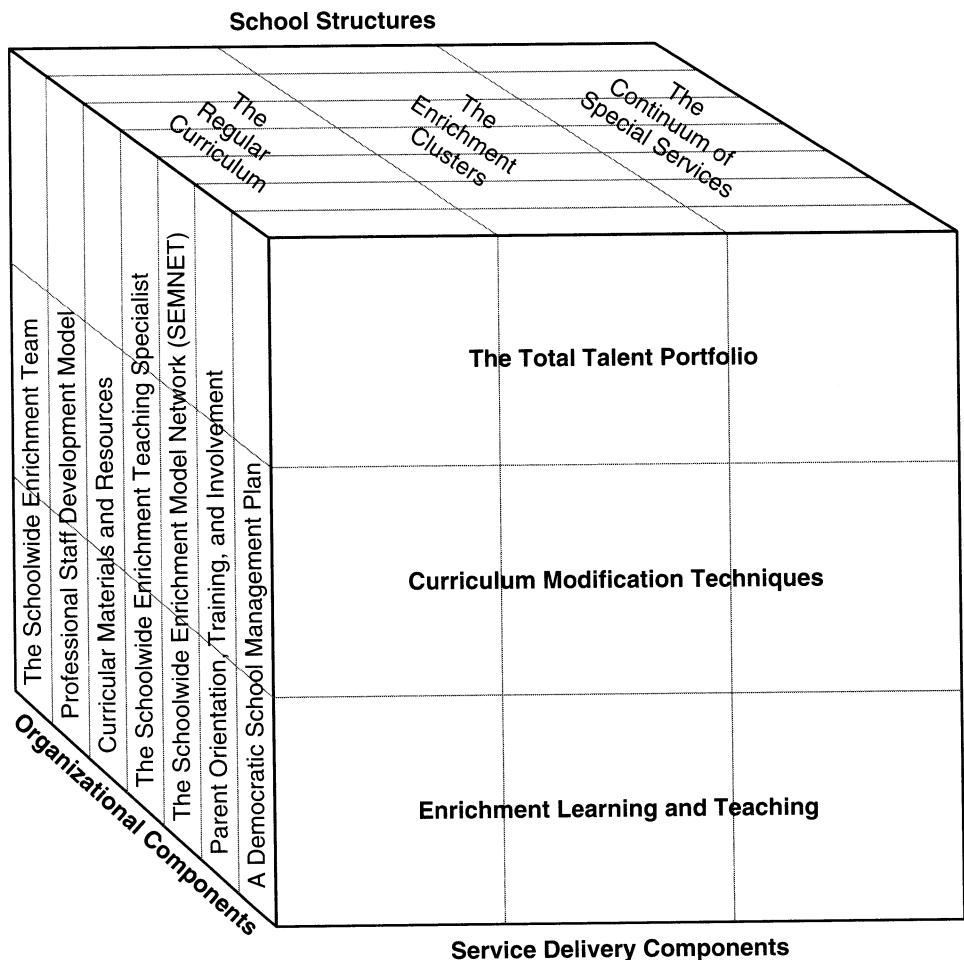 School Structures
The
Regular
Curriculum
The
Enrichment
Clusters
The
Continuum of
Special Services
The Schoolwide Enrichment Team
Professional Staff Development Model
Curricular Materials and Resources
The Schoolwide Enrichment Teaching Specialist
The Schoolwide Enrichment Model Network (SEMNET)
Parent Orientation, Training, and Involvement
A Democratic School Management Plan
The Total Talent Portfolio
Curriculum Modification Techniques
Enrichment Learning and Teaching
Organizational Components
Service Delivery Components